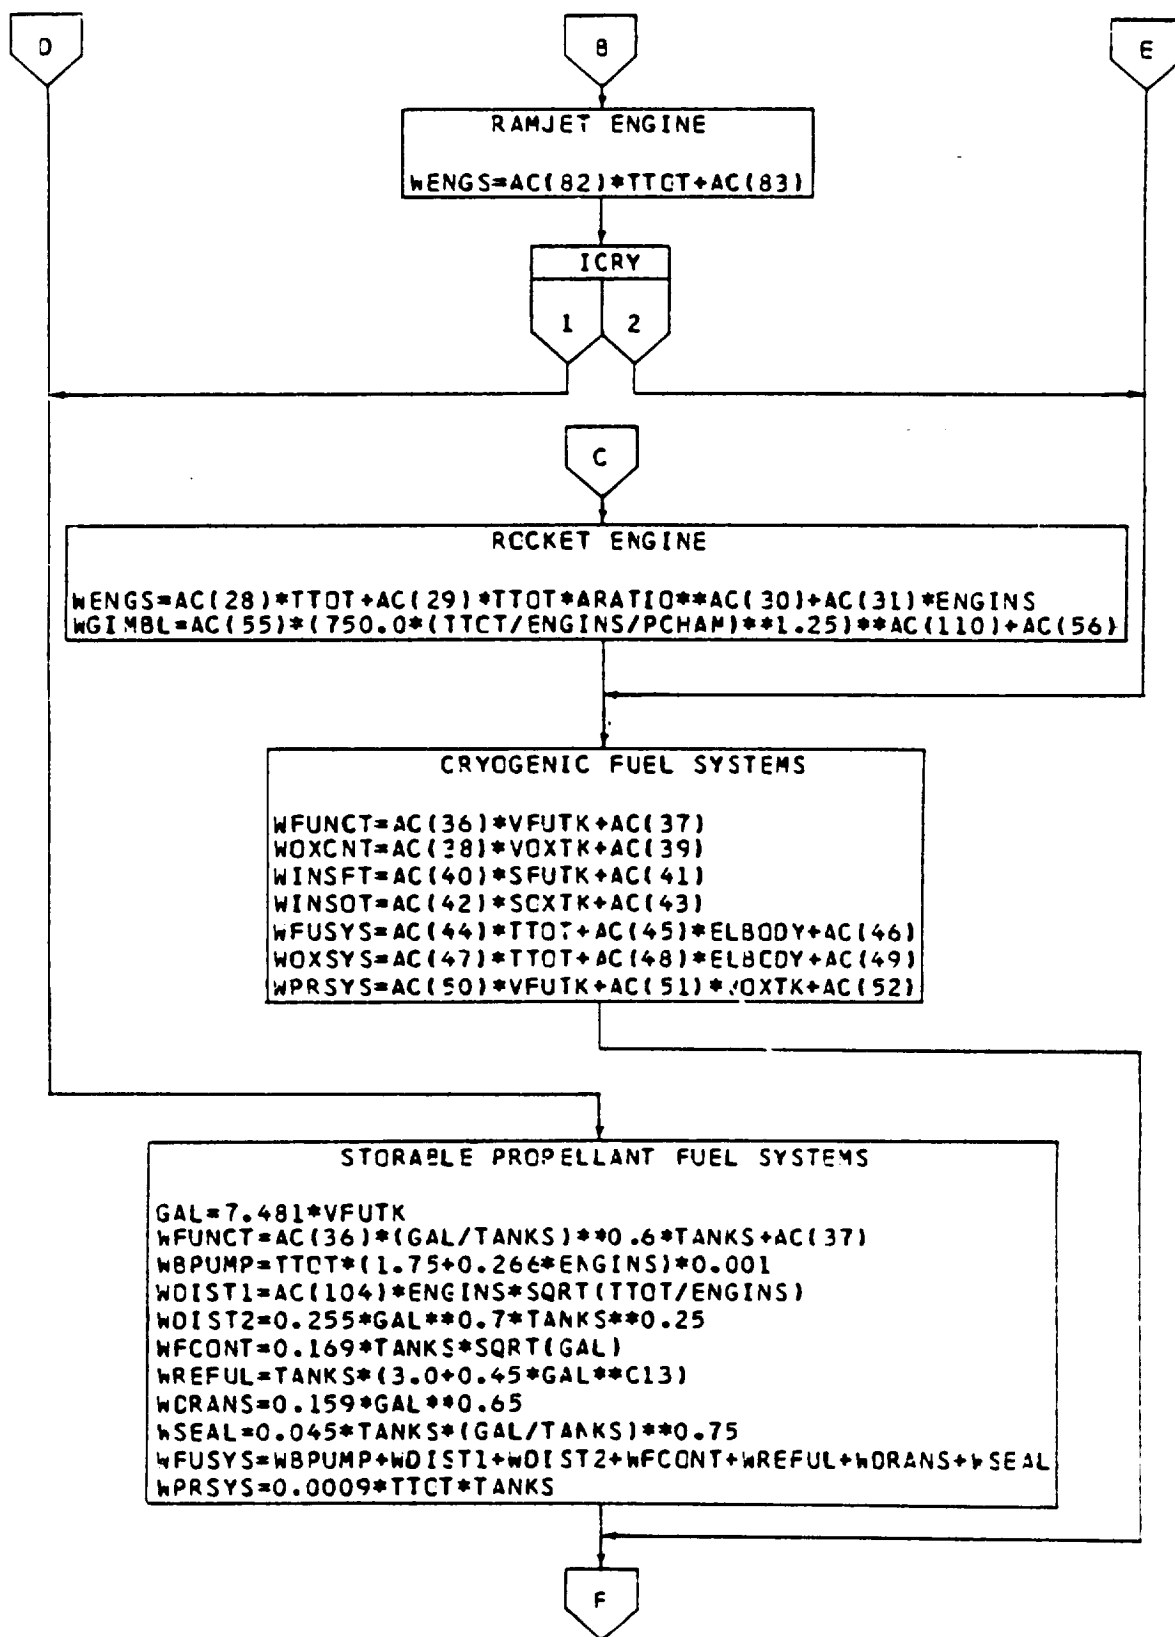 D
B
E
RAMJET ENGINE
WENGS=AC(82)*TTOT+AC(83)
ICRY
1 2
C
ROCKET ENGINE
WENGS=AC(28)*TTOT+AC(29)*TTOT*ARATIO**AC(30)+AC(31)*ENGINS
WGIMBL=AC(55)*(750.0*(TTOT/ENGINS/PCHAM)**1.25)**AC(110)+AC(56)
CRYOGENIC FUEL SYSTEMS
WFUNCT=AC(36)*VFUTK+AC(37)
WOXCNT=AC(38)*VOXTK+AC(39)
WINSFT=AC(40)*SFUTK+AC(41)
WINSOT=AC(42)*SOXTK+AC(43)
WFUSYS=AC(44)*TTOT+AC(45)*ELBODY+AC(46)
WOXSYS=AC(47)*TTOT+AC(48)*ELBODY+AC(49)
WPRSYS=AC(50)*VFUTK+AC(51)*VOXTK+AC(52)
STORABLE PROPELLANT FUEL SYSTEMS
GAL=7.481*VFUTK
WFUNCT=AC(36)*(GAL/TANKS)**0.6*TANKS+AC(37)
WBPUMP=TTOT*(1.75+0.266*ENGINS)*0.001
WDIST1=AC(104)*ENGINS*SQRT(TTOT/ENGINS)
WDIST2=0.255*GAL**0.7*TANKS**0.25
WFCONT=0.169*TANKS*SQRT(GAL)
WREFUL=TANKS*(3.0+0.45*GAL**C13)
WDRANS=0.159*GAL**0.65
WSEAL=0.045*TANKS*(GAL/TANKS)**0.75
WFUSYS=WBPUMP+WDIST1+WDIST2+WFCONT+WREFUL+WDRANS+WSEAL
WPRSYS=0.0009*TTOT*TANKS
F